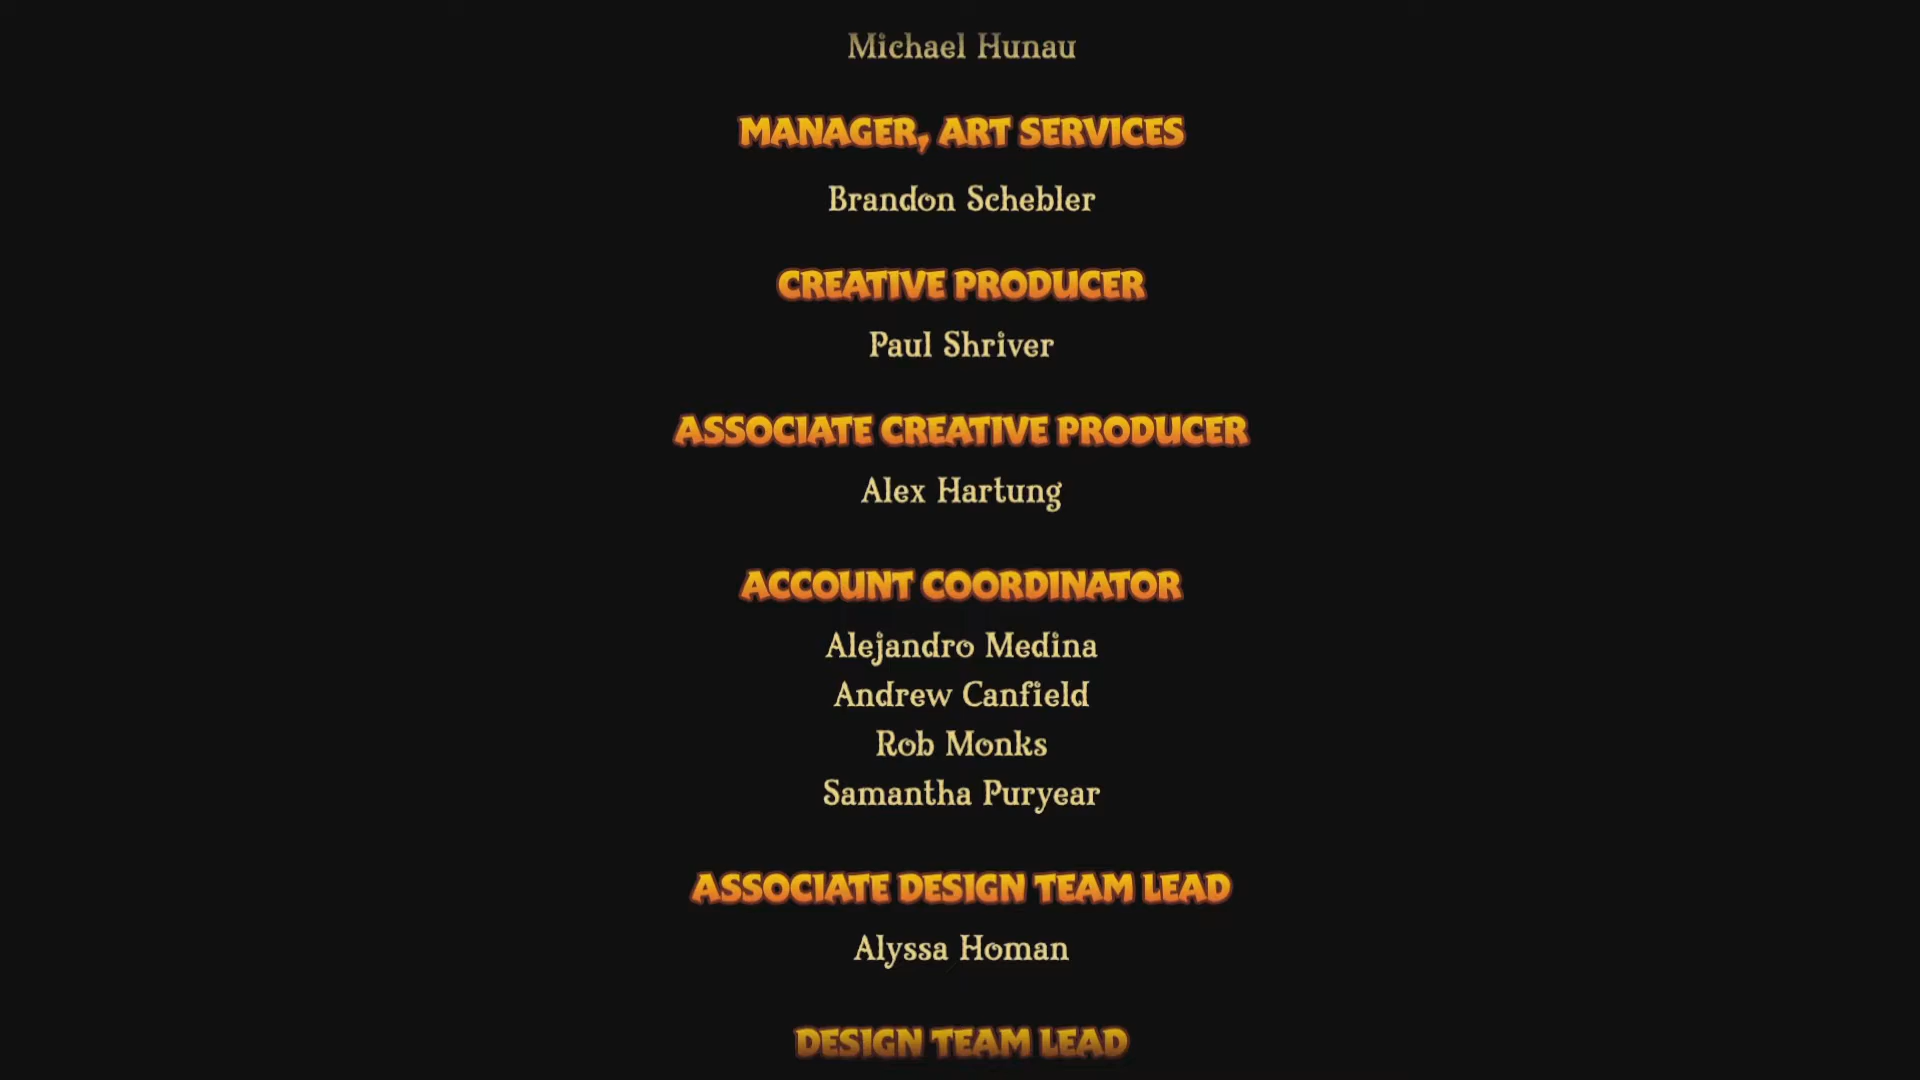 Michael Hunau
MANAGER, ART SERVICES
Brandon Schebler
CREATIVE PRODUCER
Paul Shriver
ASSOCIATE CREATIVE PRODUCER
Alex Hartung
ACCOUNT COORDINATOR
Alejandro Medina
Andrew Canfield
Rob Monks
Samantha Puryear
ASSOCIATE DESIGN TEAM LEAD
Alyssa Homan
DESIGN TEAM LEAD